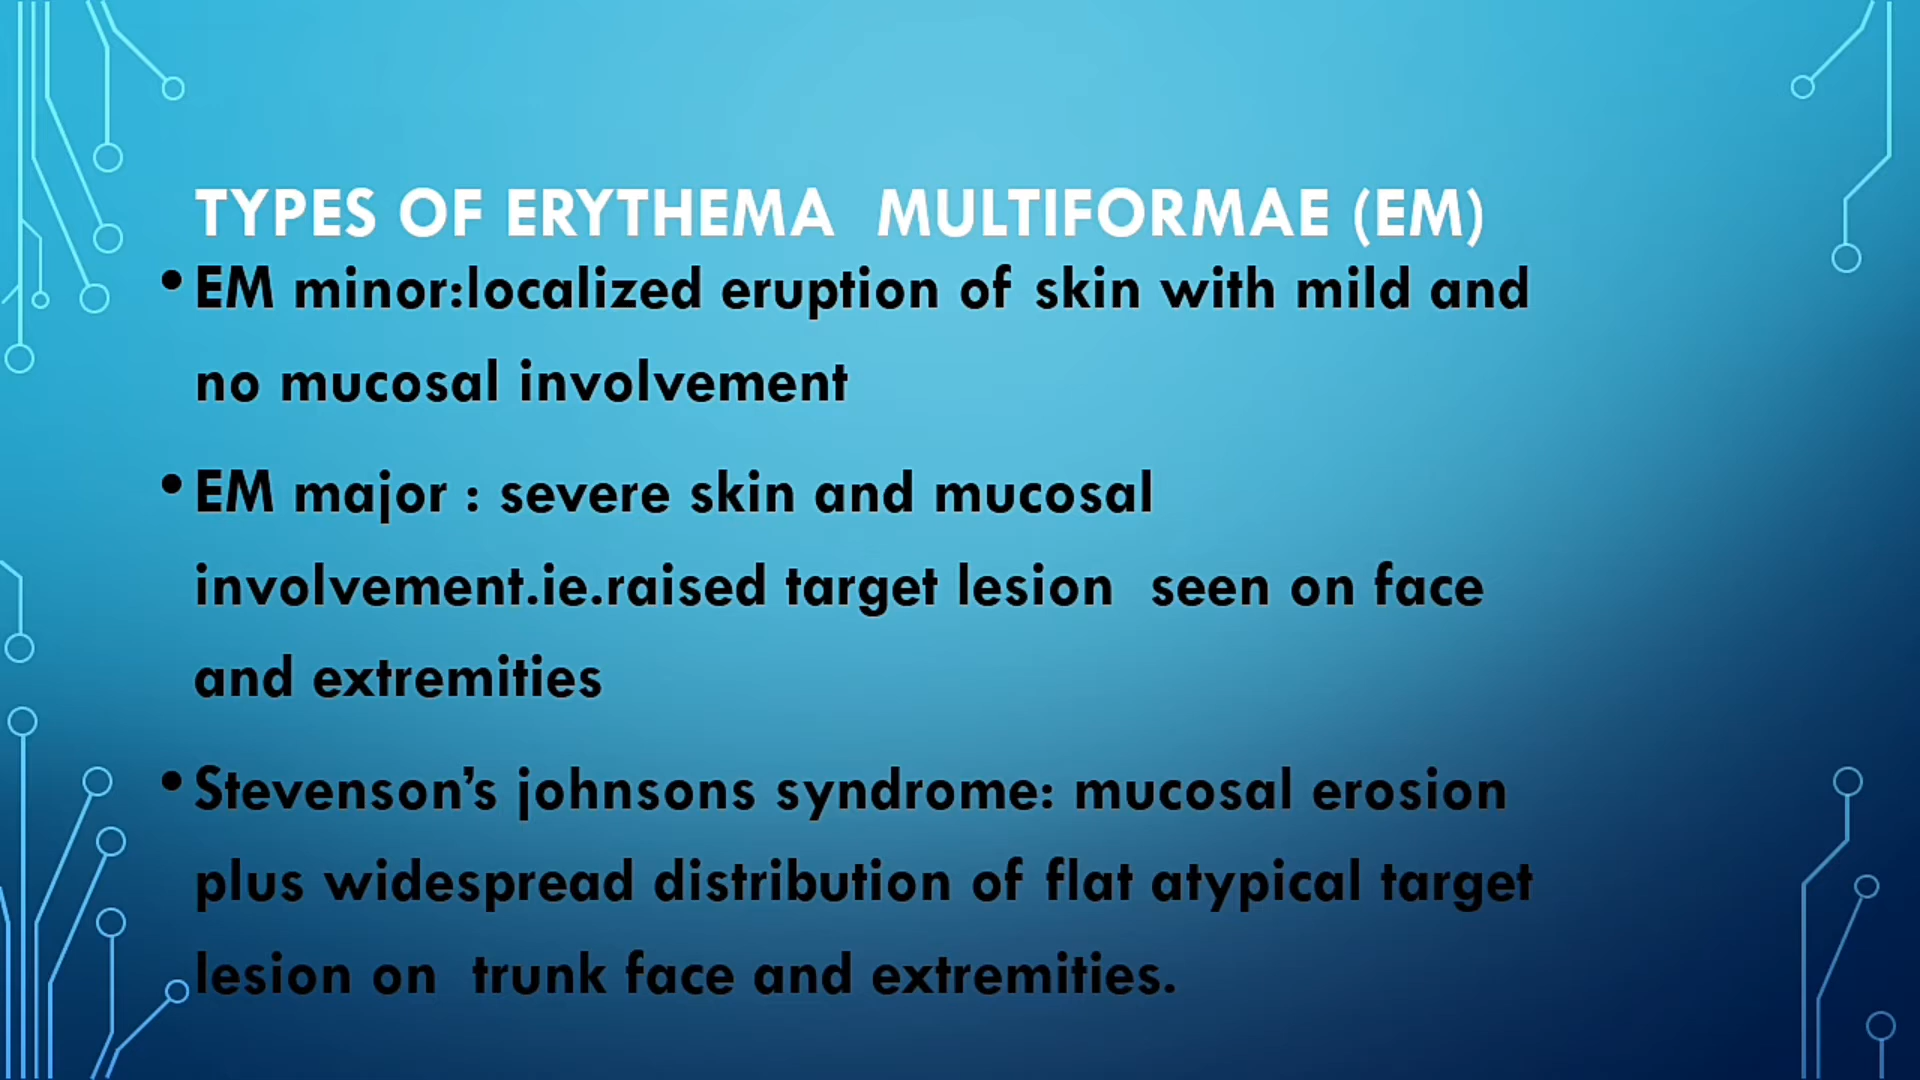 TYPES OF ERYTHEMA  MULTIFORMAE (EM)
• EM minor:localized eruption of skin with mild and
no mucosal involvement
• EM major : severe skin and mucosal
involvement.ie.raised target lesion  seen on face
and extremities
• Stevenson’s johnsons syndrome: mucosal erosion
plus widespread distribution of flat atypical target
lesion on  trunk face and extremities.